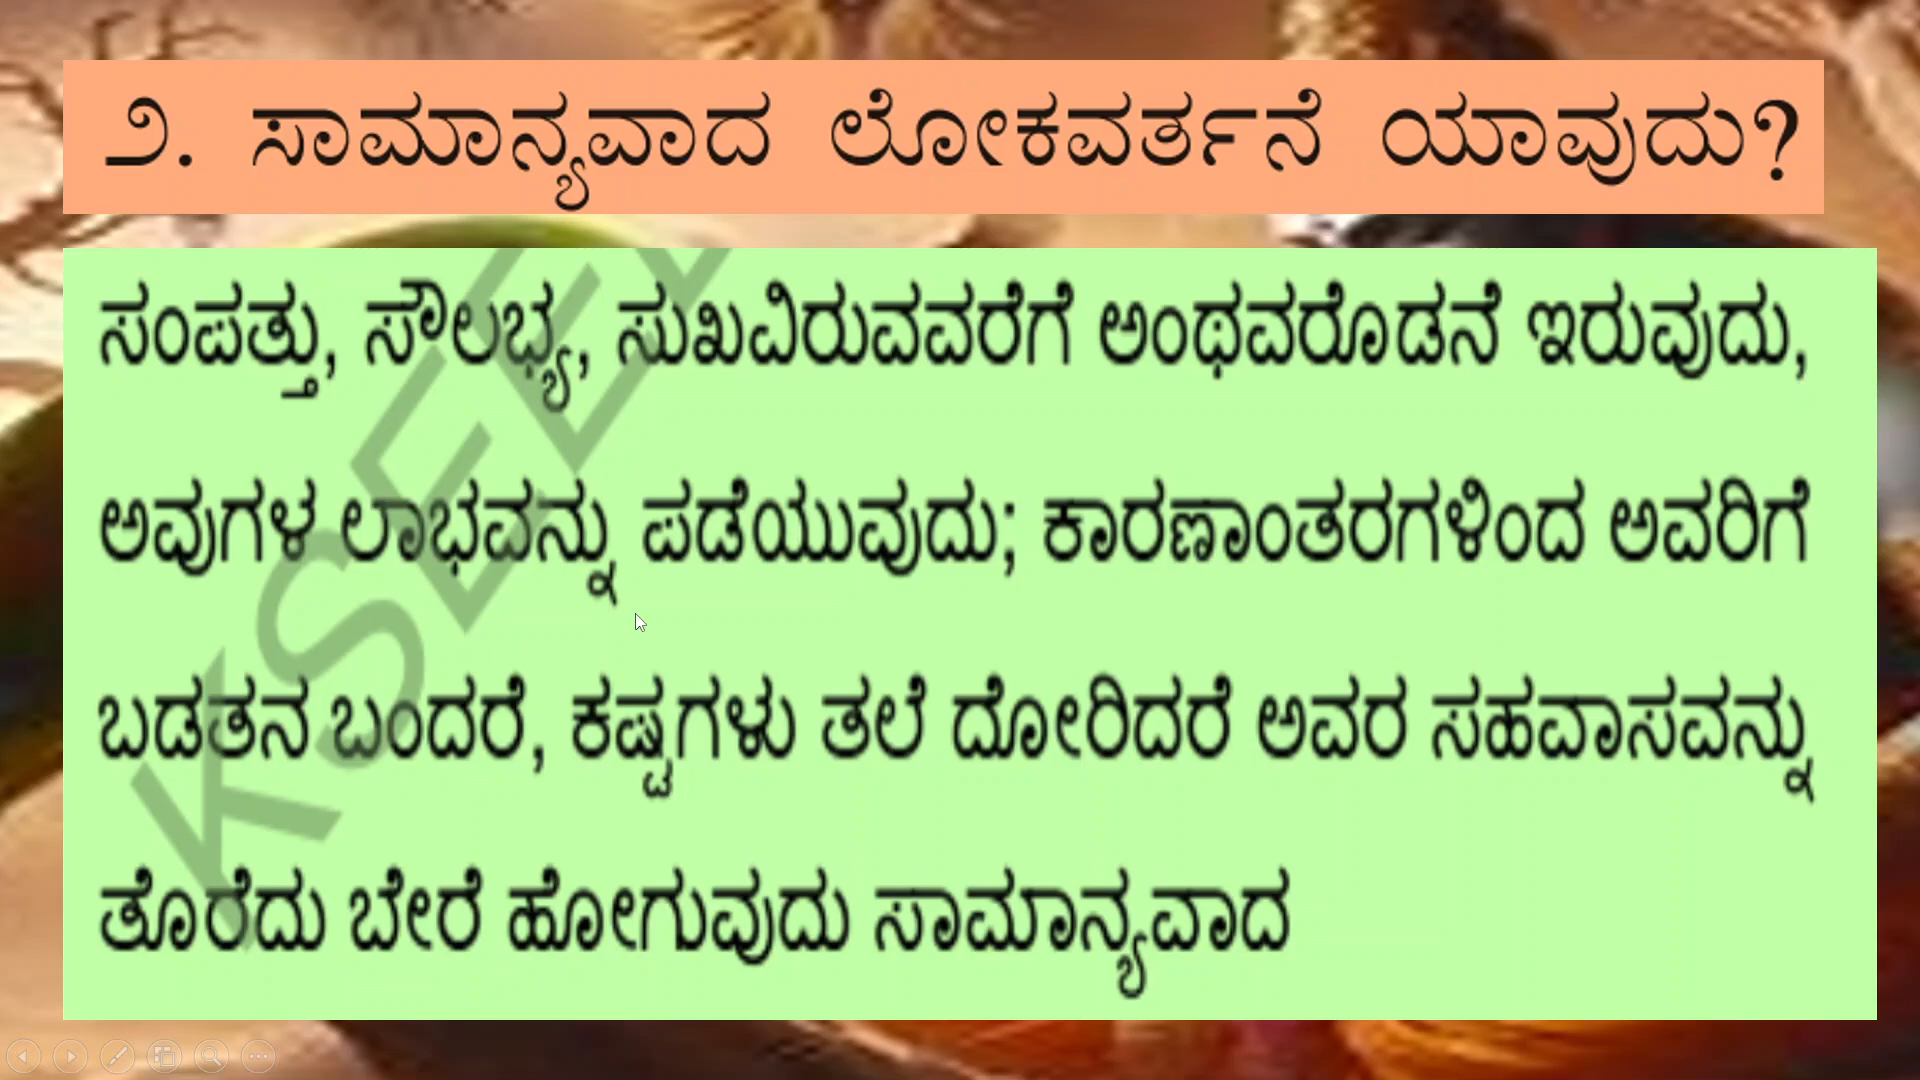 ೨. ಸಾಮಾನ್ಯವಾದ ಲೋಕವರ್ತನೆ ಯಾವುದು?
ಸಂಪತ್ತು, ಸೌಲಭ್ಯ, ಸುಖವಿರುವವರೆಗೆ ಅಂಥವರೊಡನೆ ಇರುವುದು,
ಅವುಗಳ ಲಾಭವನ್ನು ಪಡೆಯುವುದು; ಕಾರಣಾಂತರಗಳಿಂದ ಅವರಿಗೆ
ಬಡತನ ಬಂದರೆ, ಕಷ್ಟಗಳು ತಲೆ ದೋರಿದರೆ ಅವರ ಸಹವಾಸವನ್ನು
ತೊರೆದು ಬೇರೆ ಹೋಗುವುದು ಸಾಮಾನ್ಯವಾದ
KSEE